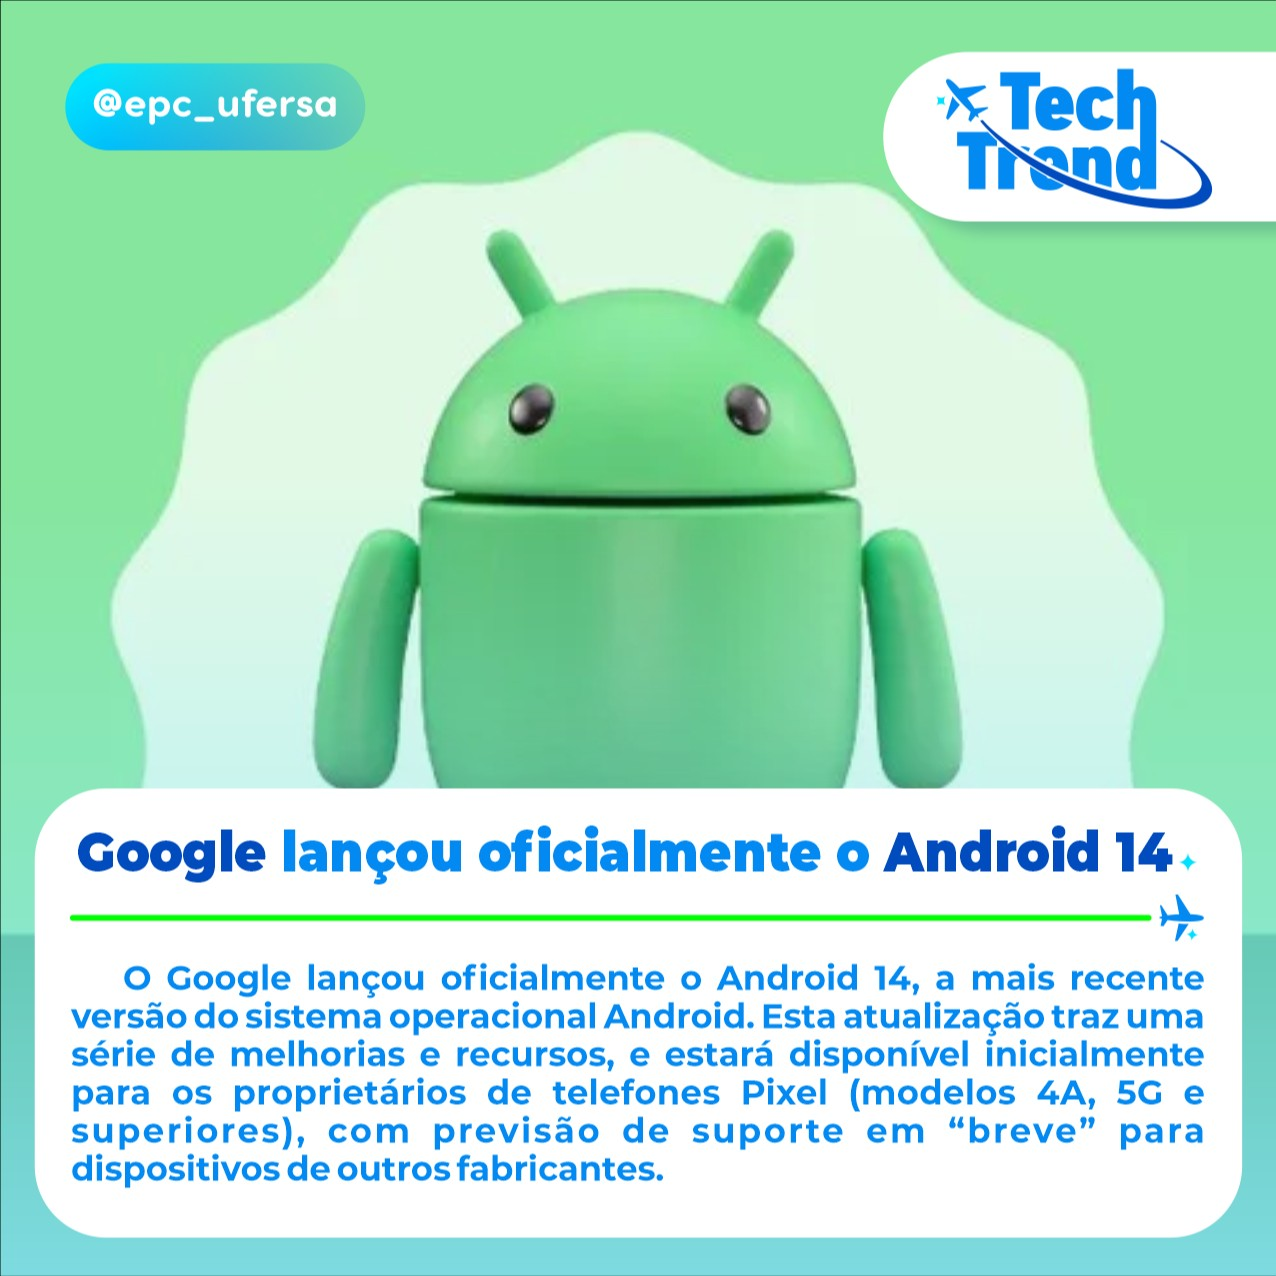 @epc_ufersa
Tech
Trend
Google lançou oficialmente o Android 14
O Google lançou oficialmente o Android 14, a mais recente
versão do sistema operacional Android. Esta atualização traz uma
série de melhorias e recursos, e estará disponível inicialmente
para os proprietários de telefones Pixel (modelos 4A, 5G e
superiores), com previsão de suporte em “breve” para
dispositivos de outros fabricantes.